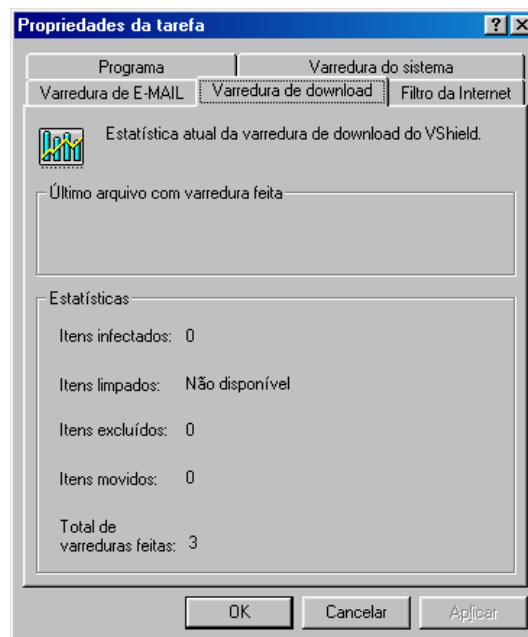 Propriedades da tarefa
Programa
Varredura do sistema
Varredura de E-MAIL
Varredura de download
Filtro da Internet
Estatística atual da varredura de download do VShield.
Último arquivo com varredura feita
Estatísticas
Itens infectados: 0
Itens limpados: Não disponível
Itens excluídos: 0
Itens movidos: 0
Total de
varreduras feitas: 3
OK
Cancelar
Aplicar